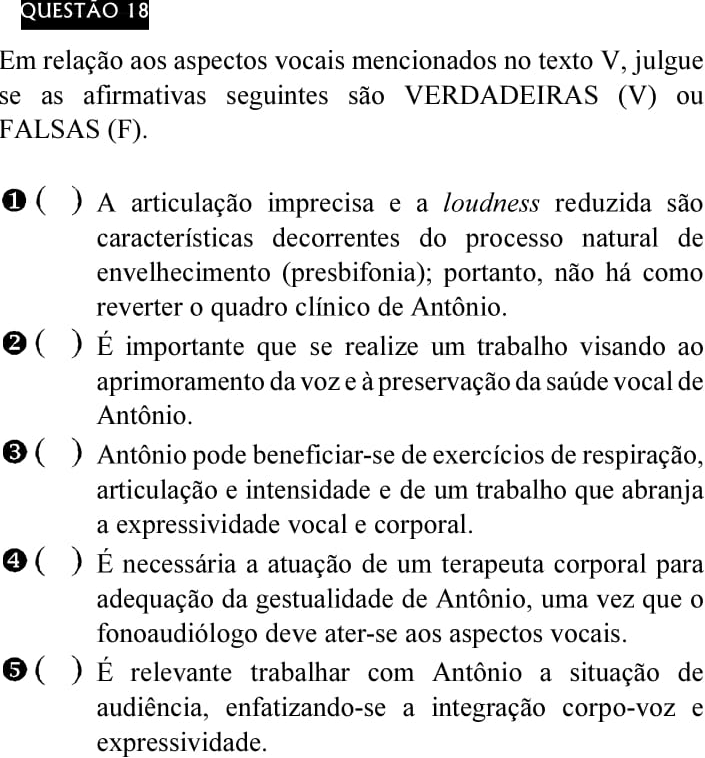 QUESTÃO 18
Em relação aos aspectos vocais mencionados no texto V, julgue
se as afirmativas seguintes são VERDADEIRAS (V) ou
FALSAS (F).
❶ ( ) A articulação imprecisa e a loudness reduzida são
características decorrentes do processo natural de
envelhecimento (presbifonia); portanto, não há como
reverter o quadro clínico de Antônio.
❷ ( ) É importante que se realize um trabalho visando ao
aprimoramento da voz e à preservação da saúde vocal de
Antônio.
❸ ( ) Antônio pode beneficiar-se de exercícios de respiração,
articulação e intensidade e de um trabalho que abranja
a expressividade vocal e corporal.
❹ ( ) É necessária a atuação de um terapeuta corporal para
adequação da gestualidade de Antônio, uma vez que o
fonoaudiólogo deve ater-se aos aspectos vocais.
❺ ( ) É relevante trabalhar com Antônio a situação de
audiência, enfatizando-se a integração corpo-voz e
expressividade.